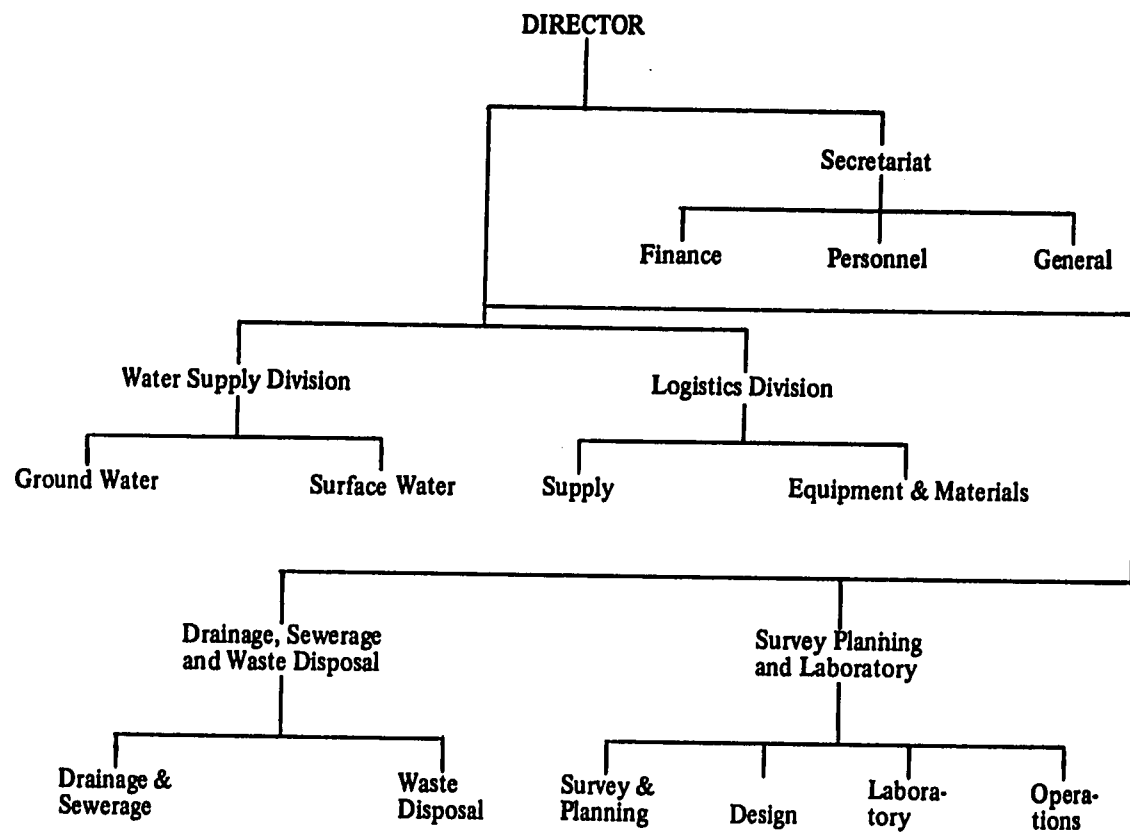 DIRECTOR
Secretariat
Finance
Personnel
General
Water Supply Division
Logistics Division
Ground Water
Surface Water
Supply
Equipment & Materials
Drainage, Sewerage
and Waste Disposal
Survey Planning
and Laboratory
Drainage &
Sewerage
Waste
Disposal
Survey &
Planning
Design
Labora-
tory
Opera-
tions